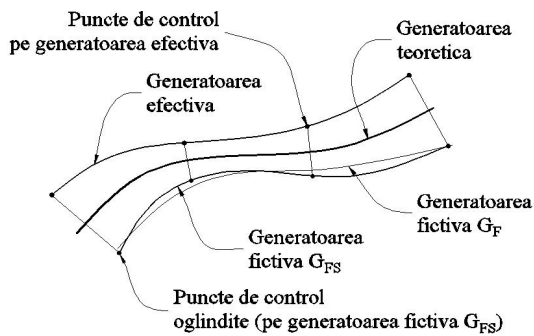 Puncte de control
pe generatoarea efectiva
Generatoarea
teoretica
Generatoarea
efectiva
Generatoarea
fictiva G_F
Generatoarea
fictiva G_FS
Puncte de control
oglindite (pe generatoarea fictiva G_FS)